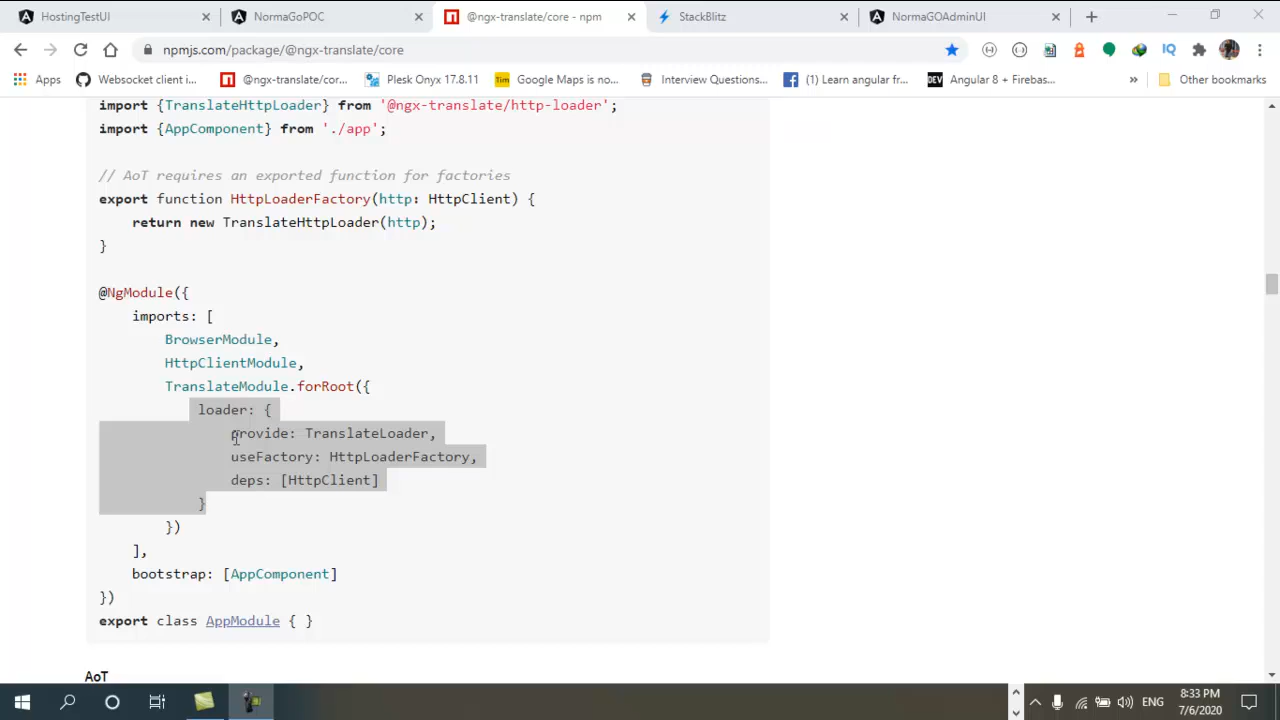 HostingTestUI
NormaGoPOC
@ngx-translate/core - npm
StackBlitz
NormaGOAdminUI
npmjs.com/package/@ngx-translate/core
IQ
Apps
Websocket client i...
@ngx-translate/cor...
Plesk Onyx 17.8.11
Tim
Google Maps is no...
Interview Questions...
(1) Learn angular fr...
DEV
Angular 8 + Firebas...
»
Other bookmarks
import {TranslateHttpLoader} from '@ngx-translate/http-loader';
import {AppComponent} from './app';
// AoT requires an exported function for factories
export function HttpLoaderFactory(http: HttpClient) {
return new TranslateHttpLoader(http);
}
@NgModule({
imports: [
BrowserModule,
HttpClientModule,
TranslateModule.forRoot({
loader: {
provide: TranslateLoader,
useFactory: HttpLoaderFactory,
deps: [HttpClient]
}
})
],
bootstrap: [AppComponent]
})
export class AppModule { }
AoT
ENG
8:33 PM
7/6/2020